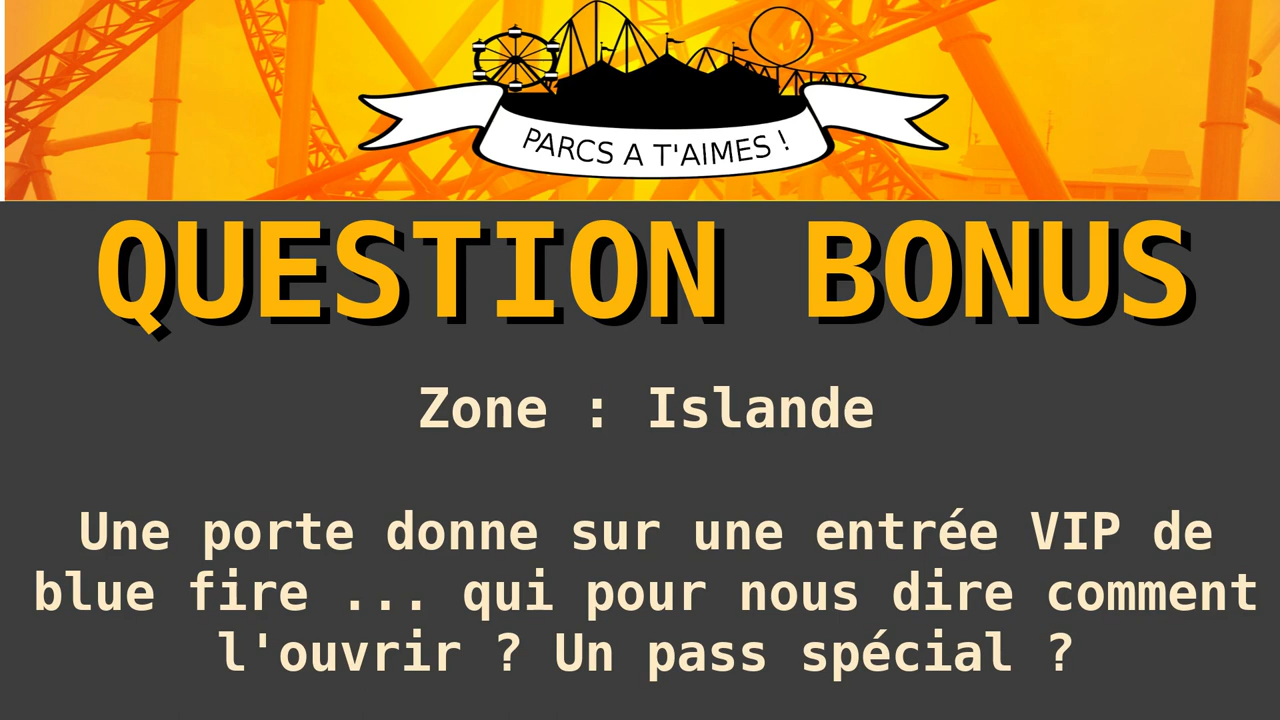 PARCS A T'AIMES !
QUESTION BONUS
Zone : Islande
Une porte donne sur une entrée VIP de
blue fire ... qui pour nous dire comment
l'ouvrir ? Un pass spécial ?